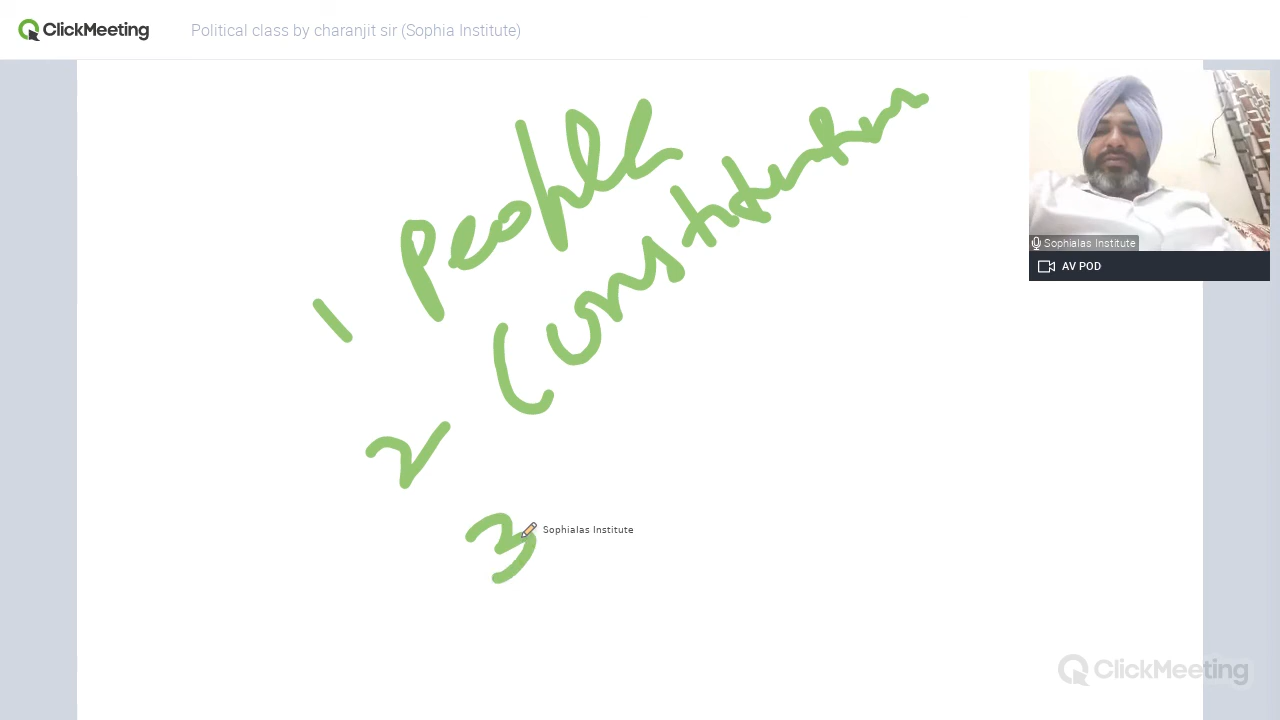 ClickMeeting
Political class by charanjit sir (Sophia Institute)
1 people
2 Constitution
3
Sophialas Institute
Sophialas Institute
AV POD
ClickMeeting